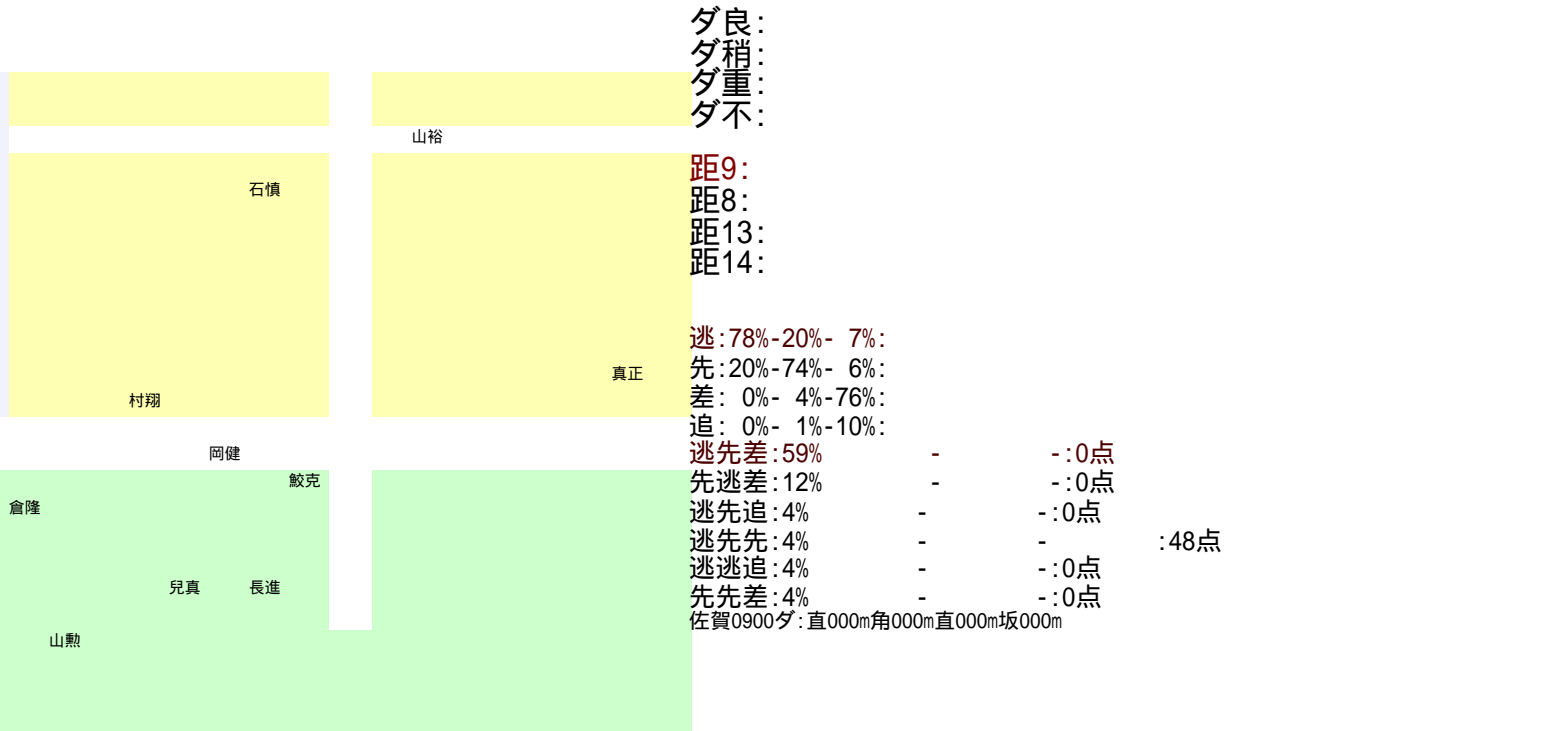 山裕
石慎
真正
村翔
岡健
鮫克
倉隆
兒真 長進
山勲
ダ良:
ダ稍:
ダ重:
ダ不:
距9:
距8:
距13:
距14:
逃:78%-20%- 7%:
先:20%-74%- 6%:
差: 0%- 4%-76%:
追: 0%- 1%-10%:
逃先差:59% - -:0点
先逃差:12% - -:0点
逃先追:4% - -:0点
逃先先:4% - - :48点
逃逃追:4% - -:0点
先先差:4% - -:0点
佐賀0900ダ:直000m角000m直000m坂000m